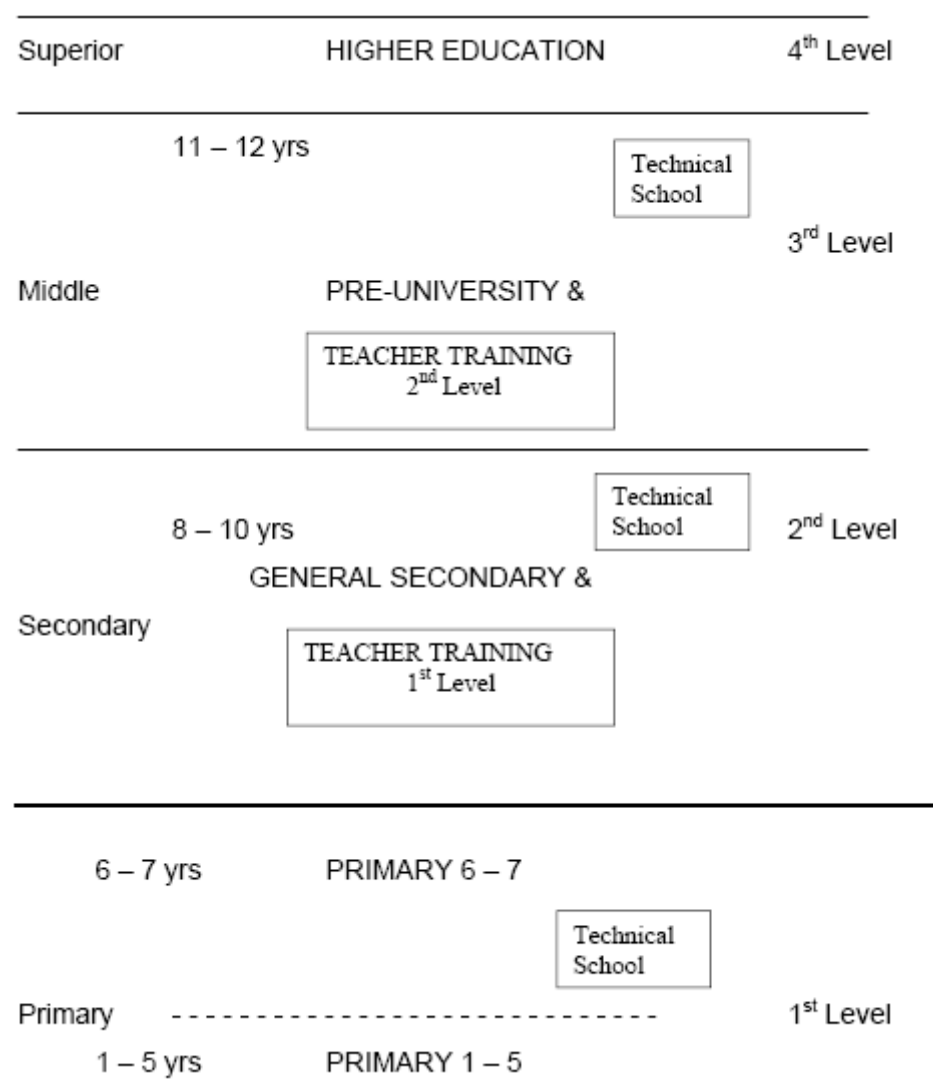 Superior HIGHER EDUCATION 4th Level
11 – 12 yrs
Technical
School
3rd Level
Middle PRE-UNIVERSITY &
TEACHER TRAINING
2nd Level
Technical
School
8 – 10 yrs 2nd Level
GENERAL SECONDARY &
Secondary
TEACHER TRAINING
1st Level
6 – 7 yrs PRIMARY 6 – 7
Technical
School
Primary 1st Level
1 – 5 yrs PRIMARY 1 – 5